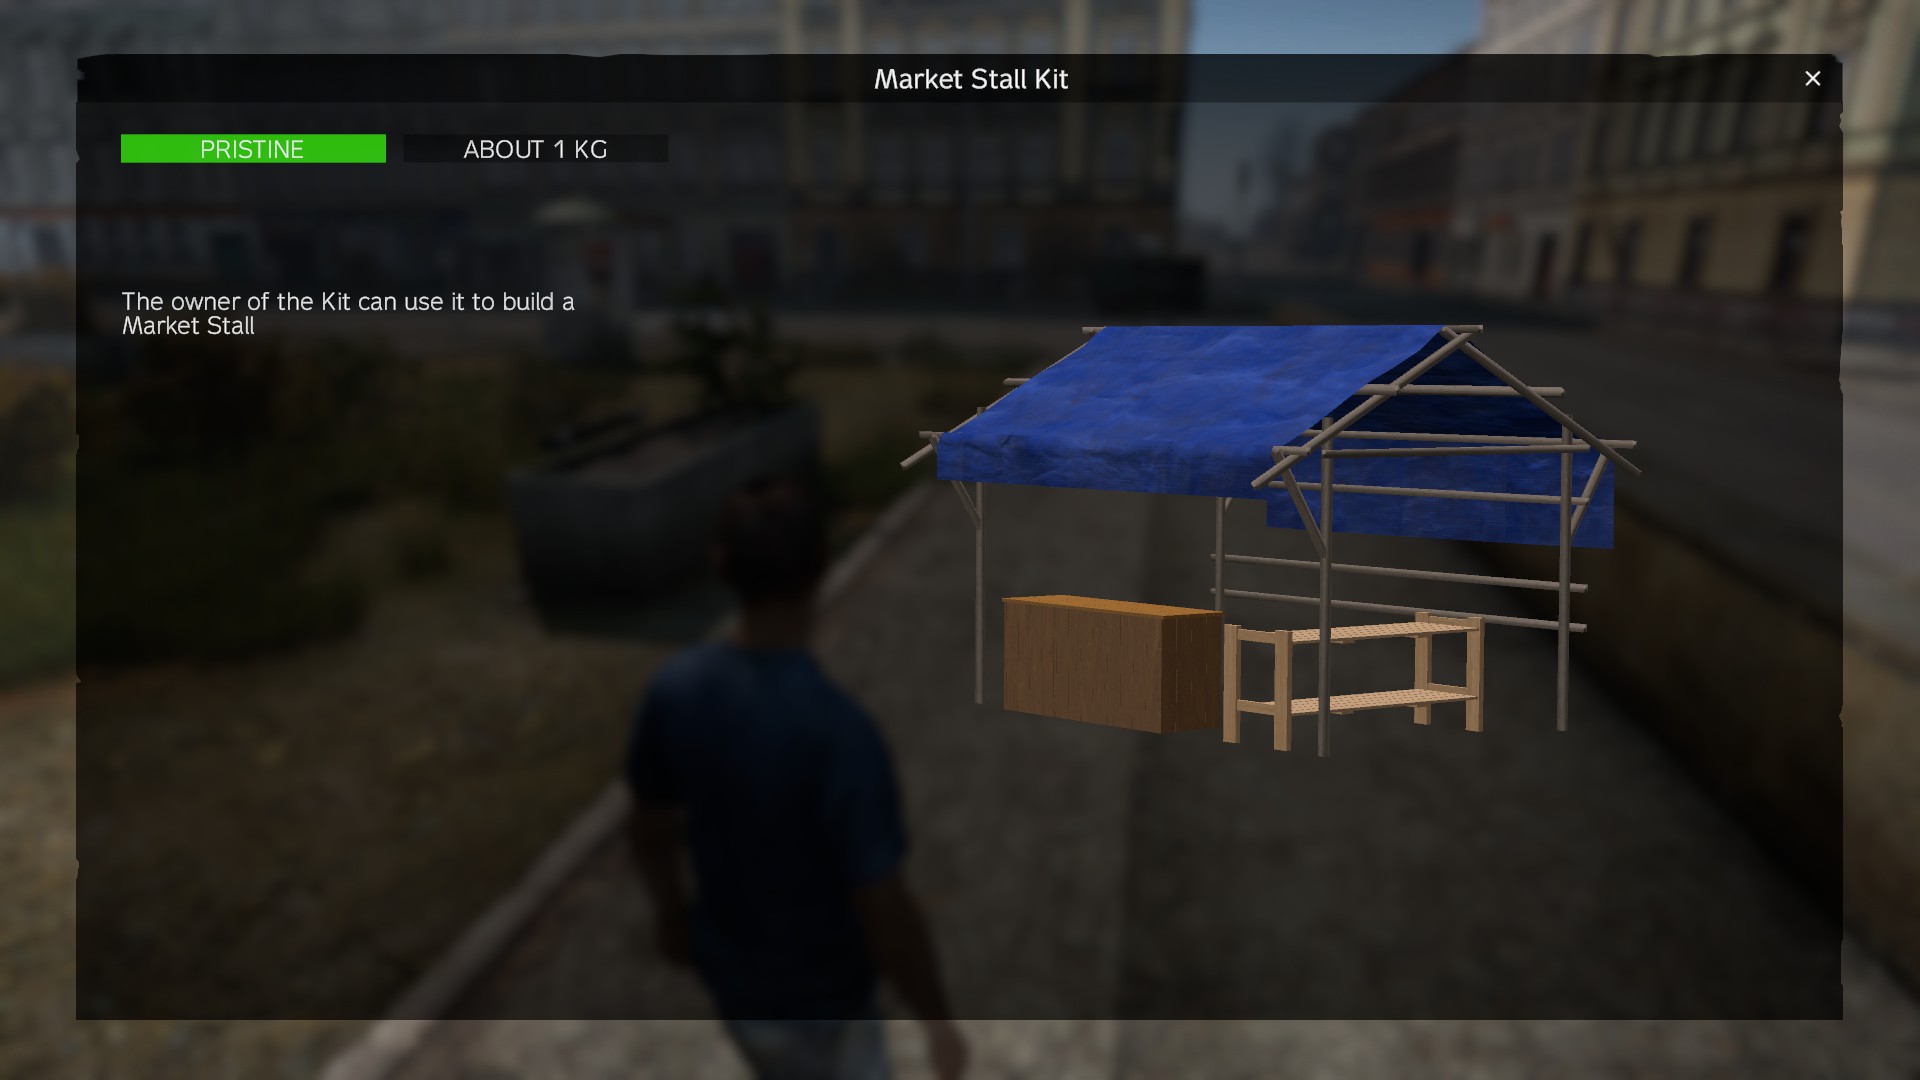 Market Stall Kit
PRISTINE
ABOUT 1 KG
The owner of the Kit can use it to build a
Market Stall